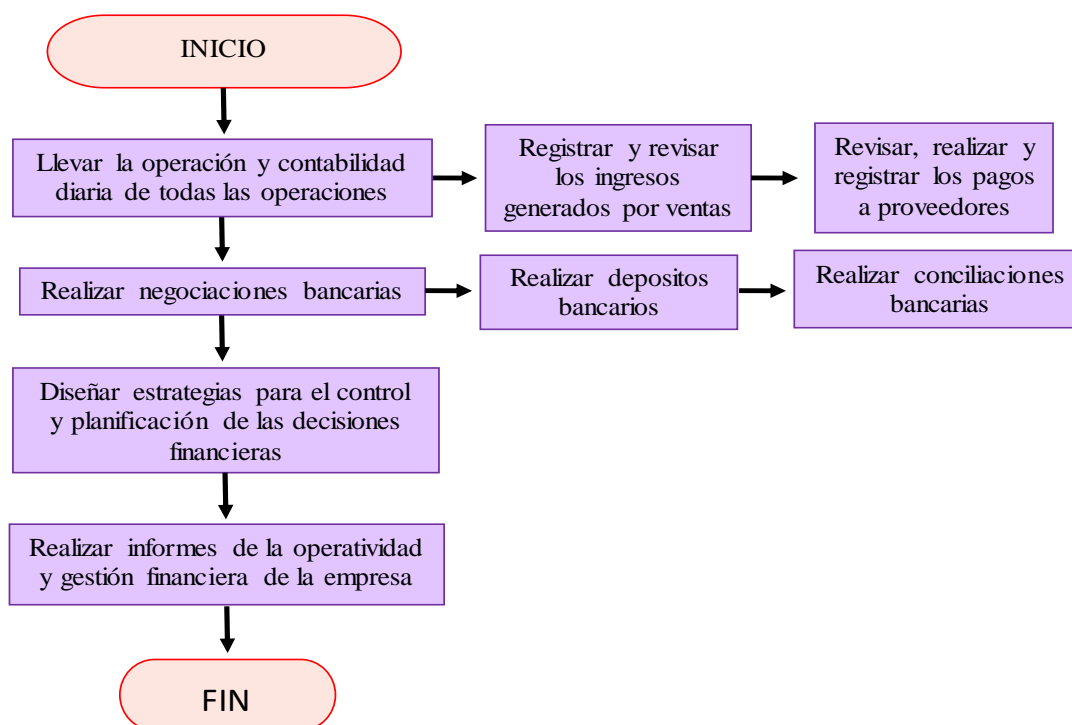 INICIO
Llevar la operación y contabilidad
diaria de todas las operaciones
Registrar y revisar
los ingresos
generados por ventas
Revisar, realizar y
registrar los pagos
a proveedores
Realizar negociaciones bancarias
Realizar depositos
bancarios
Realizar conciliaciones
bancarias
Diseñar estrategias para el control
y planificación de las decisiones
financieras
Realizar informes de la operatividad
y gestión financiera de la empresa
FIN